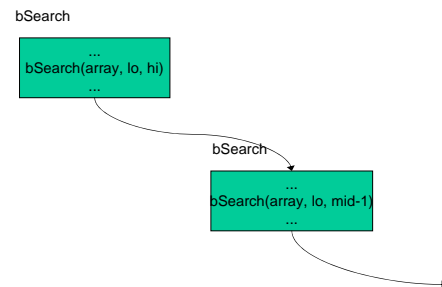 bSearch
...
bSearch(array, lo, hi)
...
bSearch
...
bSearch(array, lo, mid-1)
...